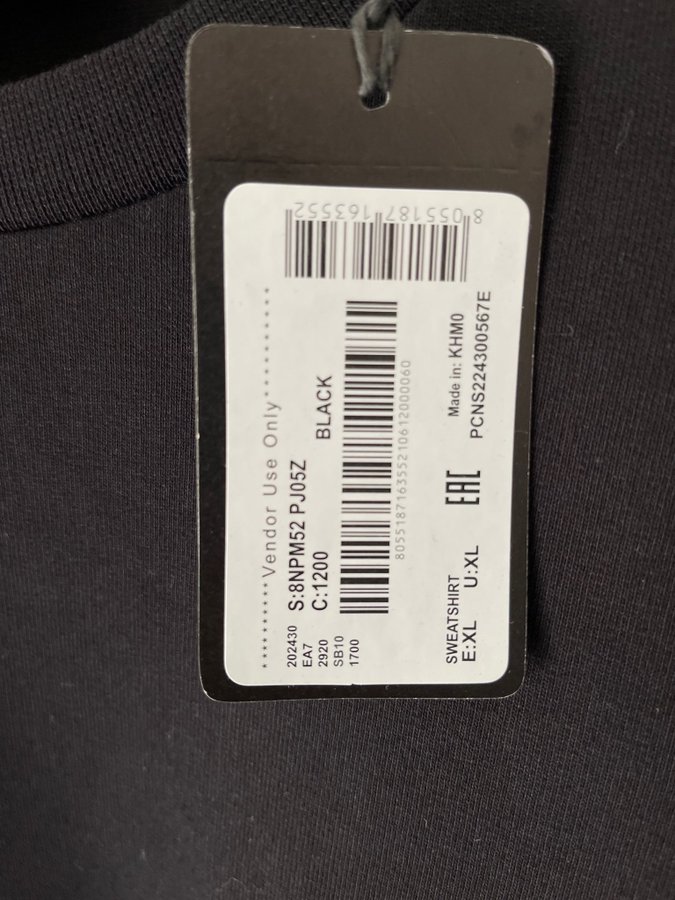 8 055187 163552
**********Vendor Use Only**********
202430
EA7
2920
SB10
1700
S:8NPM52 PJ05Z
C:1200
BLACK
805518716355210612000060
SWEATSHIRT
E:XL U:XL
EAC
Made in: KHM0
PCNS224300567E